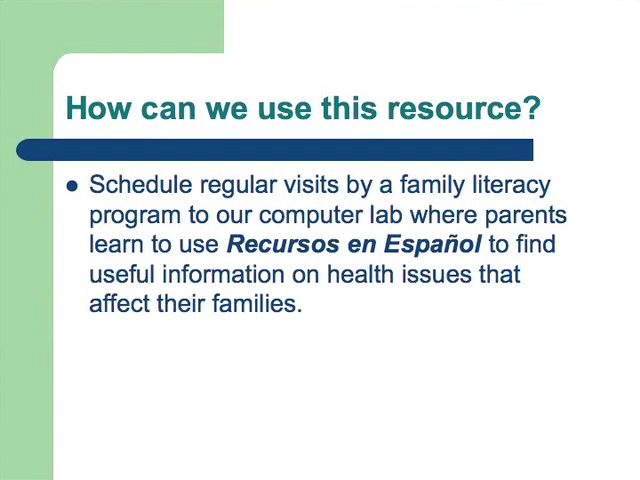 How can we use this resource?
● Schedule regular visits by a family literacy
program to our computer lab where parents
learn to use Recursos en Español to find
useful information on health issues that
affect their families.